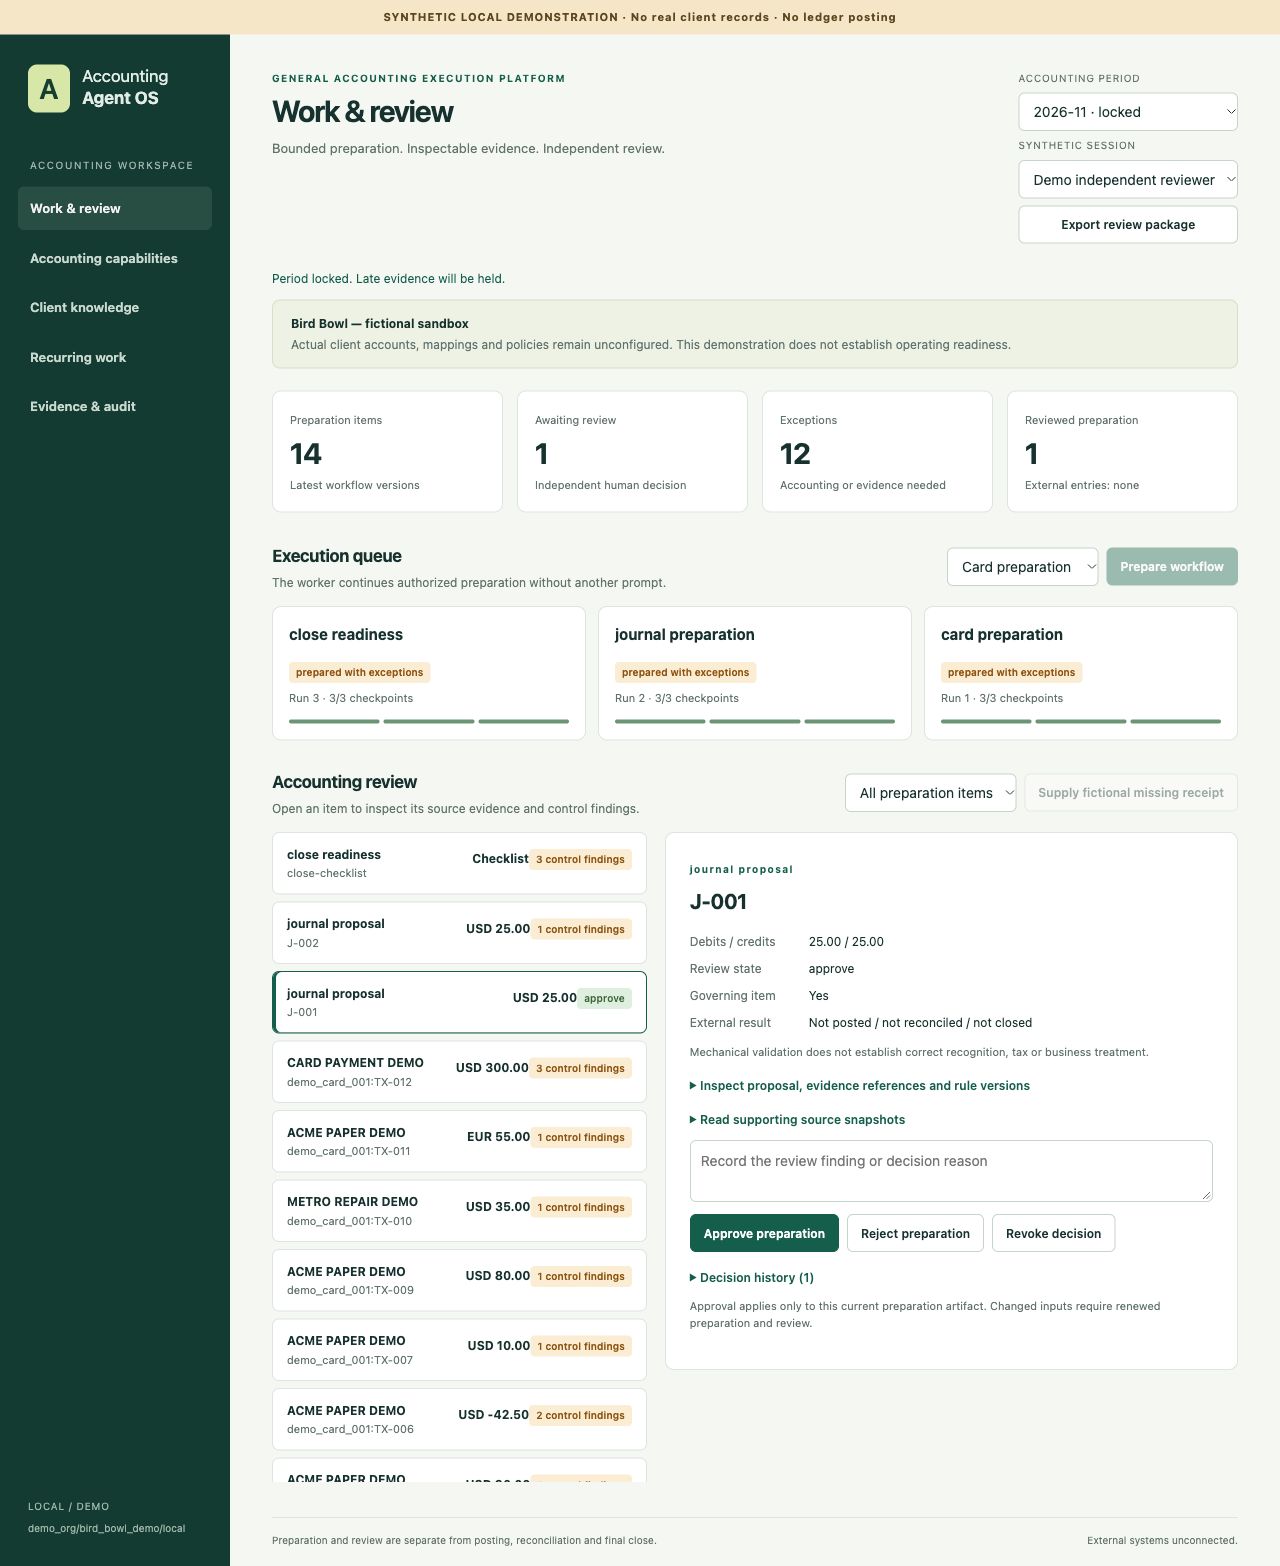 SYNTHETIC LOCAL DEMONSTRATION · No real client records · No ledger posting
A
Accounting
Agent OS
ACCOUNTING WORKSPACE
Work & review
Accounting capabilities
Client knowledge
Recurring work
Evidence & audit
LOCAL / DEMO
demo_org/bird_bowl_demo/local
GENERAL ACCOUNTING EXECUTION PLATFORM
Work & review
Bounded preparation. Inspectable evidence. Independent review.
ACCOUNTING PERIOD
2026-11 · locked
SYNTHETIC SESSION
Demo independent reviewer
Export review package
Period locked. Late evidence will be held.
Bird Bowl — fictional sandbox
Actual client accounts, mappings and policies remain unconfigured. This demonstration does not establish operating readiness.
Preparation items
14
Latest workflow versions
Awaiting review
1
Independent human decision
Exceptions
12
Accounting or evidence needed
Reviewed preparation
1
External entries: none
Execution queue
The worker continues authorized preparation without another prompt.
Card preparation
Prepare workflow
close readiness
prepared with exceptions
Run 3 · 3/3 checkpoints
journal preparation
prepared with exceptions
Run 2 · 3/3 checkpoints
card preparation
prepared with exceptions
Run 1 · 3/3 checkpoints
Accounting review
Open an item to inspect its source evidence and control findings.
All preparation items
Supply fictional missing receipt
close readiness
close-checklist
Checklist
3 control findings
journal proposal
J-002
USD 25.00
1 control findings
journal proposal
J-001
USD 25.00
approve
CARD PAYMENT DEMO
demo_card_001:TX-012
USD 300.00
3 control findings
ACME PAPER DEMO
demo_card_001:TX-011
EUR 55.00
1 control findings
METRO REPAIR DEMO
demo_card_001:TX-010
USD 35.00
1 control findings
ACME PAPER DEMO
demo_card_001:TX-009
USD 80.00
1 control findings
ACME PAPER DEMO
demo_card_001:TX-007
USD 10.00
1 control findings
ACME PAPER DEMO
demo_card_001:TX-006
USD -42.50
2 control findings
ACME PAPER DEMO
journal proposal
J-001
Debits / credits 25.00 / 25.00
Review state approve
Governing item Yes
External result Not posted / not reconciled / not closed
Mechanical validation does not establish correct recognition, tax or business treatment.
Inspect proposal, evidence references and rule versions
Read supporting source snapshots
Record the review finding or decision reason
Approve preparation
Reject preparation
Revoke decision
Decision history (1)
Approval applies only to this current preparation artifact. Changed inputs require renewed
preparation and review.
Preparation and review are separate from posting, reconciliation and final close.
External systems unconnected.